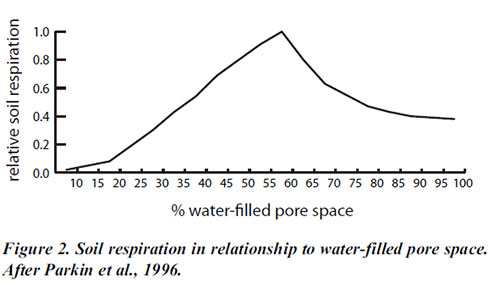 relative soil respiration
1.0
0.8
0.6
0.4
0.2
0.0
10 15 20 25 30 35 40 45 50 55 60 65 70 75 80 85 90 95 100
% water-filled pore space
Figure 2. Soil respiration in relationship to water-filled pore space.
After Parkin et al., 1996.